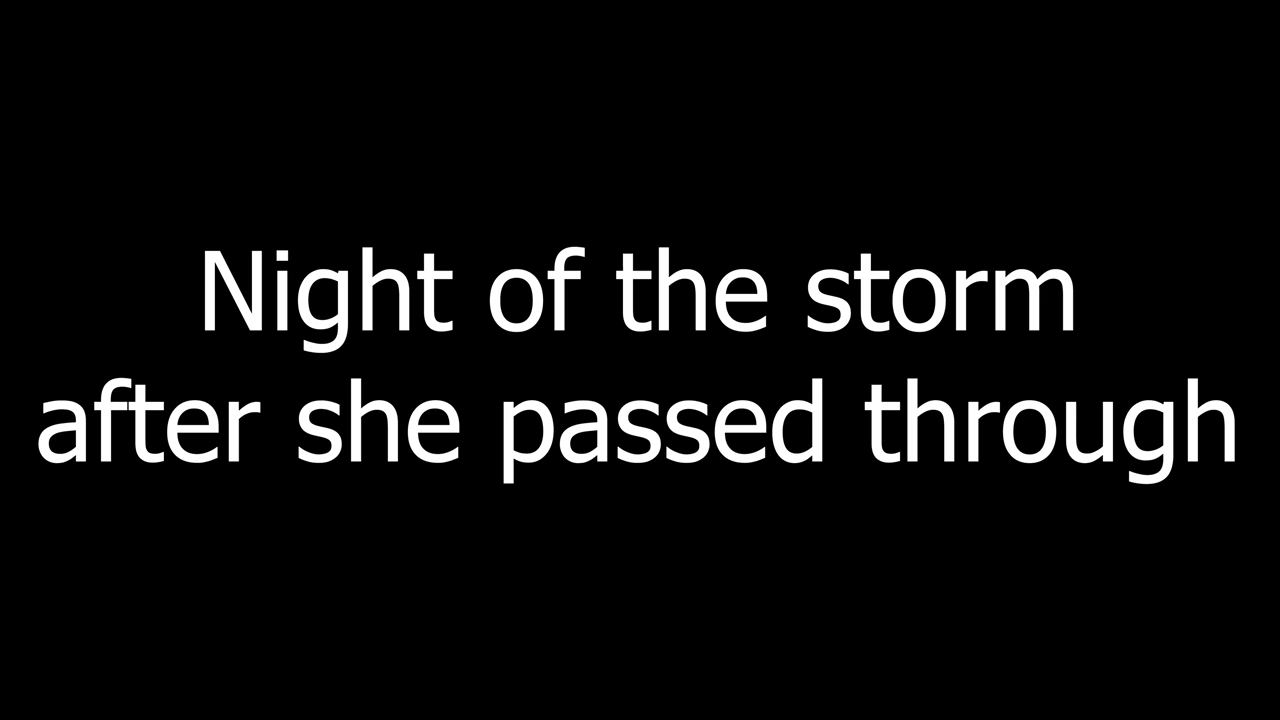 Night of the storm
after she passed through